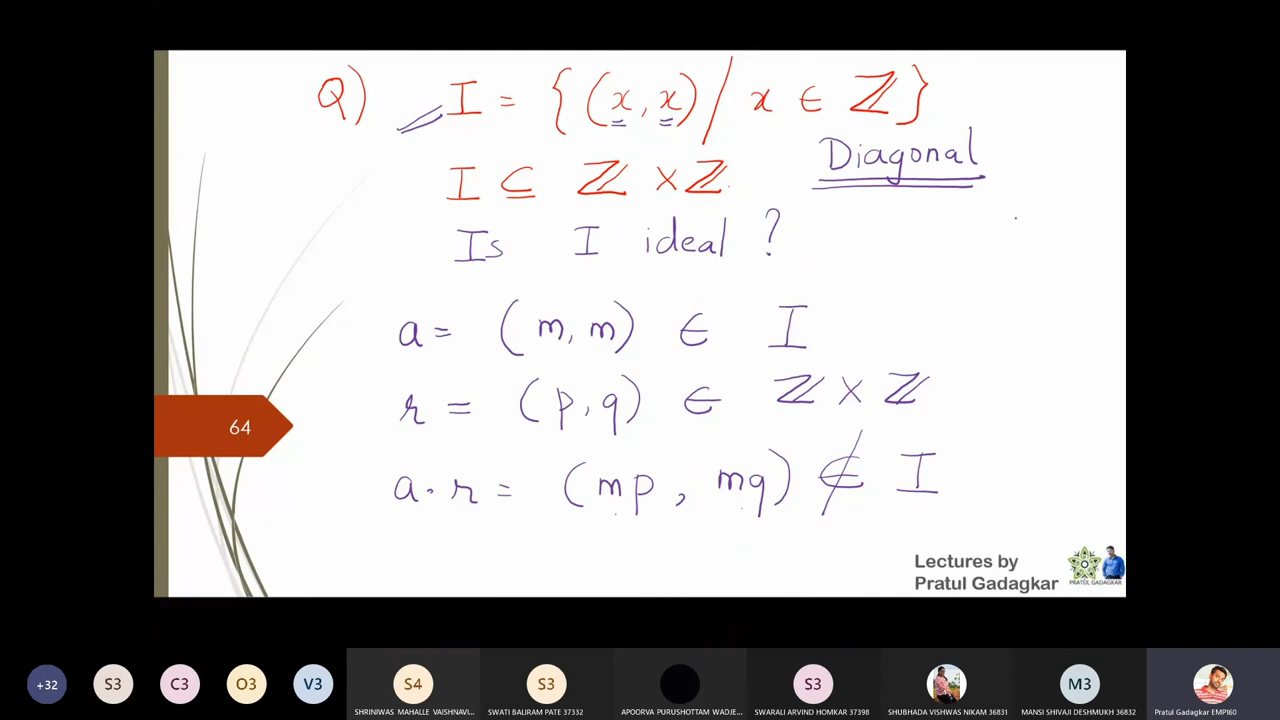 Q) I = {(x, x) / x ∈ ℤ}
I ⊆ ℤ × ℤ
Diagonal
Is I ideal ?
a = (m, m) ∈ I
r = (p, q) ∈ ℤ × ℤ
64
a · r = (mp, mq) ∉ I
Lectures by
Pratul Gadagkar
PRATUL GADAGKAR
+32 S3 C3 O3 V3 S4 S3 S3 M3
SHRINIWAS MAHALLE VAISHNAVI... SWATI BALIRAM PATE 37332 APOORVA PURUSHOTTAM WADJE... SWARALI ARVIND HOMKAR 37398 SHUBHADA VISHWAS NIKAM 36831 MANSI SHIVAJI DESHMUKH 36832 Pratul Gadagkar EMP160